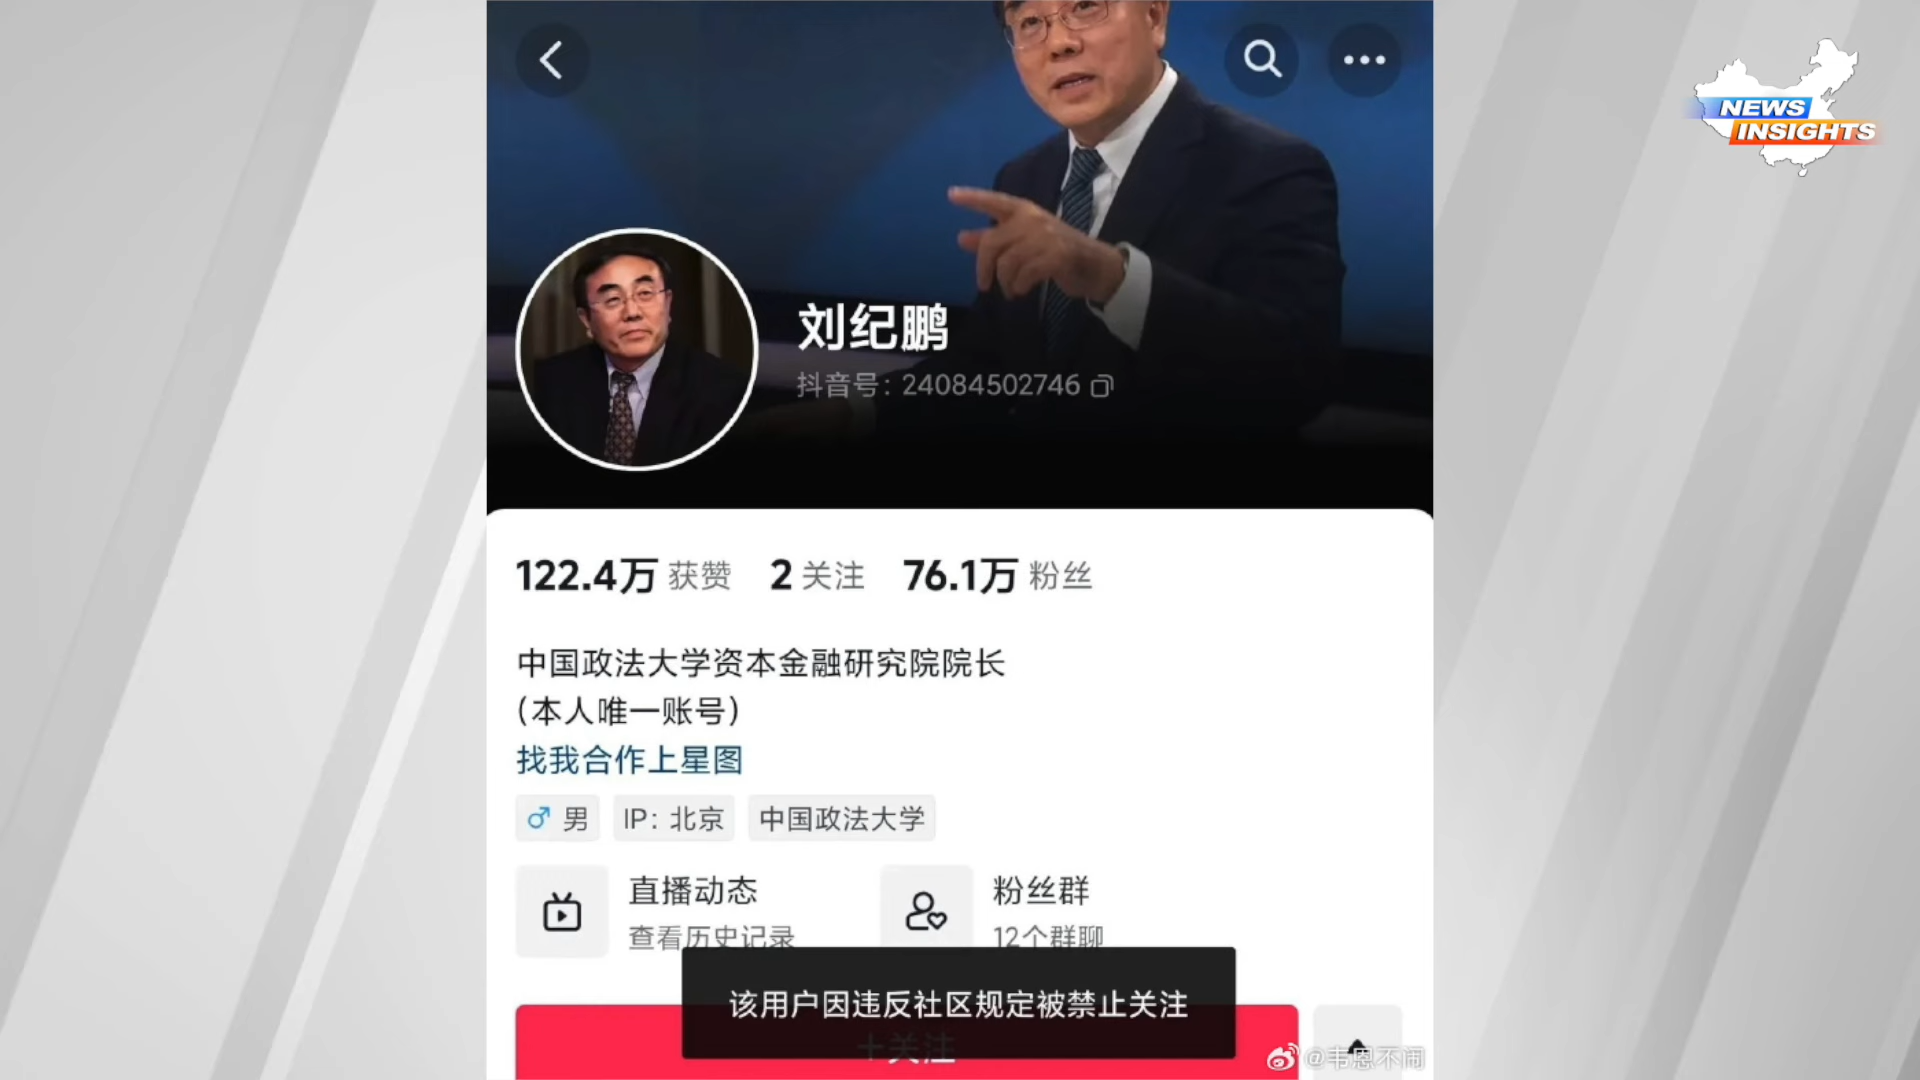 NEWS
INSIGHTS
刘纪鹏
抖音号：24084502746
122.4万 获赞 2 关注 76.1万 粉丝
中国政法大学资本金融研究院院长
（本人唯一账号）
找我合作上星图
♂ 男 IP：北京 中国政法大学
直播动态 粉丝群
查看历史记录 12个群聊
该用户因违反社区规定被禁止关注
+关注
@韦恩不闹